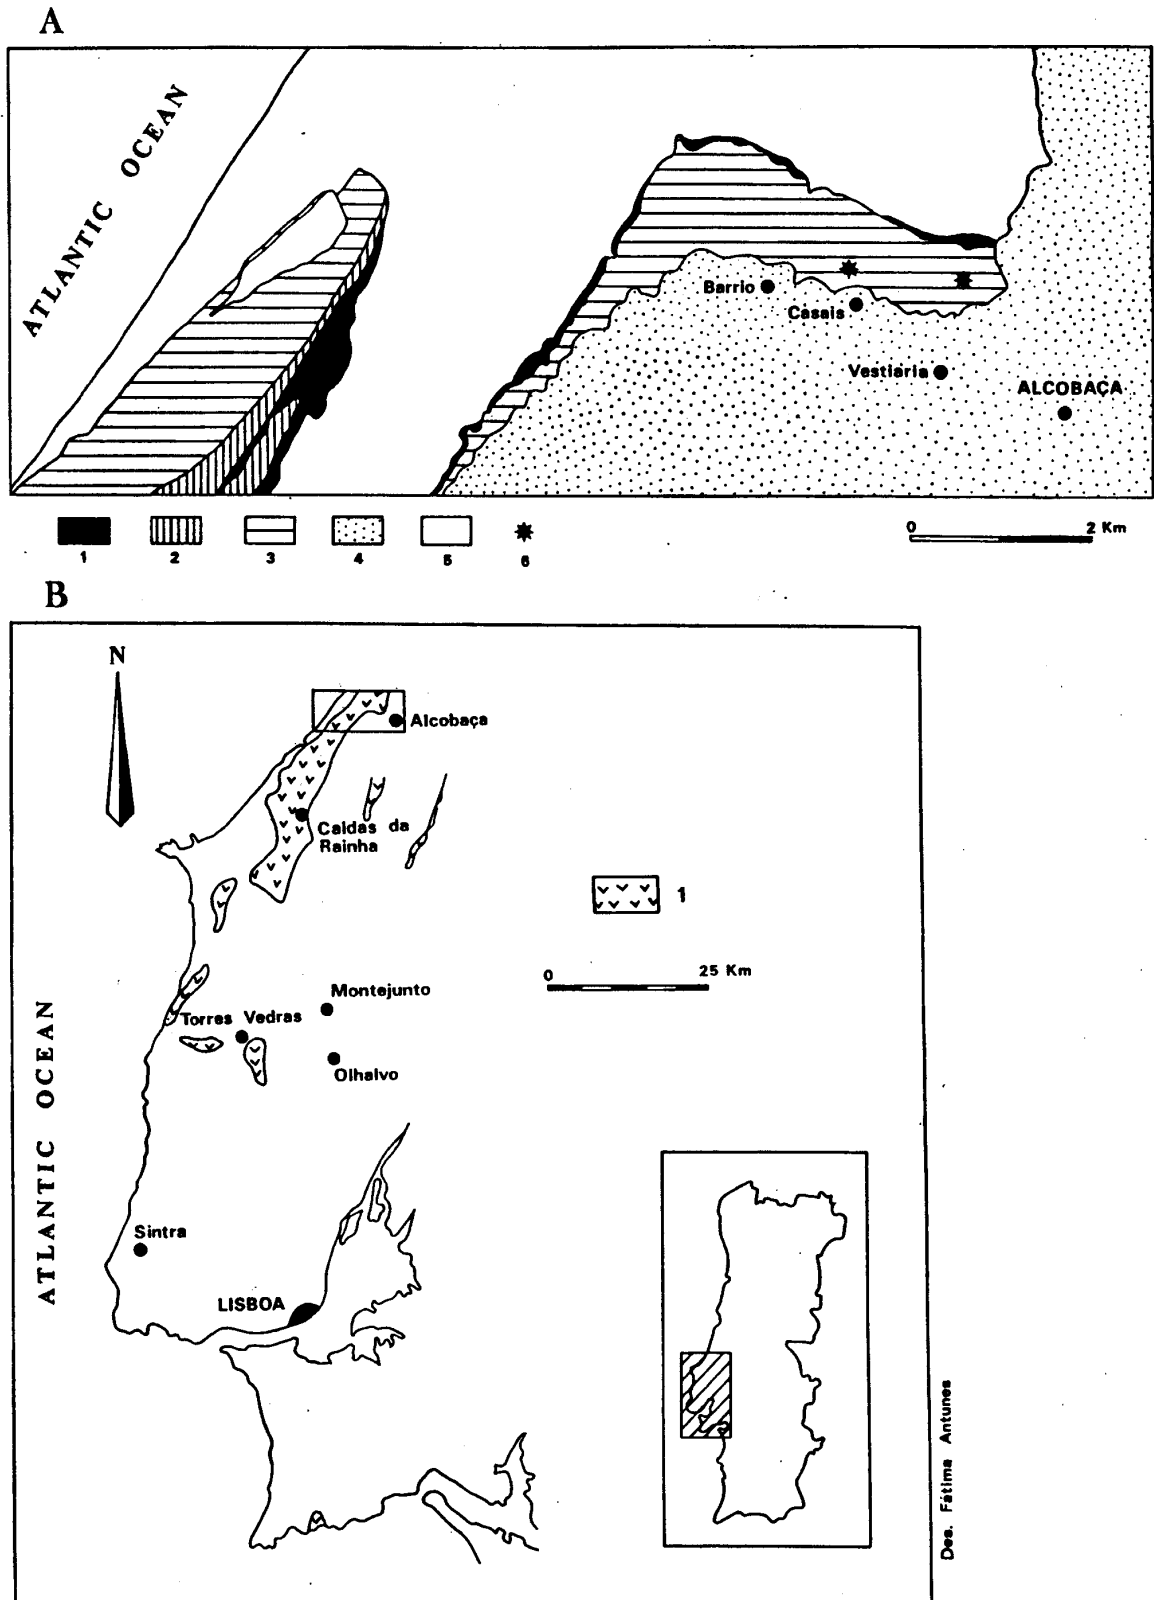 A
ATLANTIC OCEAN
Barrio
Casais
Vestiaria
ALCOBAÇA
1 2 3 4 5 6
0 2 Km
B
N
Alcobaça
Caldas da
Rainha
1
0 25 Km
Montejunto
Torres Vedras
Olhalvo
ATLANTIC OCEAN
Sintra
LISBOA
Des. Fátima Antunes